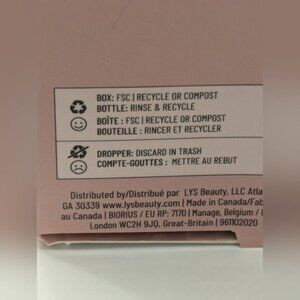 BOX: FSC | RECYCLE OR COMPOST
BOTTLE: RINSE & RECYCLE
BOÎTE : FSC | RECYCLE OR COMPOST
BOUTEILLE : RINCER ET RECYCLER
DROPPER: DISCARD IN TRASH
COMPTE-GOUTTES : METTRE AU REBUT
Distributed by/Distribué par LYS Beauty, LLC Atla
GA 30339 www.lysbeauty.com | Made in Canada/Fab
au Canada | BIORIUS / EU RP: 7170 | Manage, Belgium /
London WC2H 9JQ, Great-Britain | 961102020